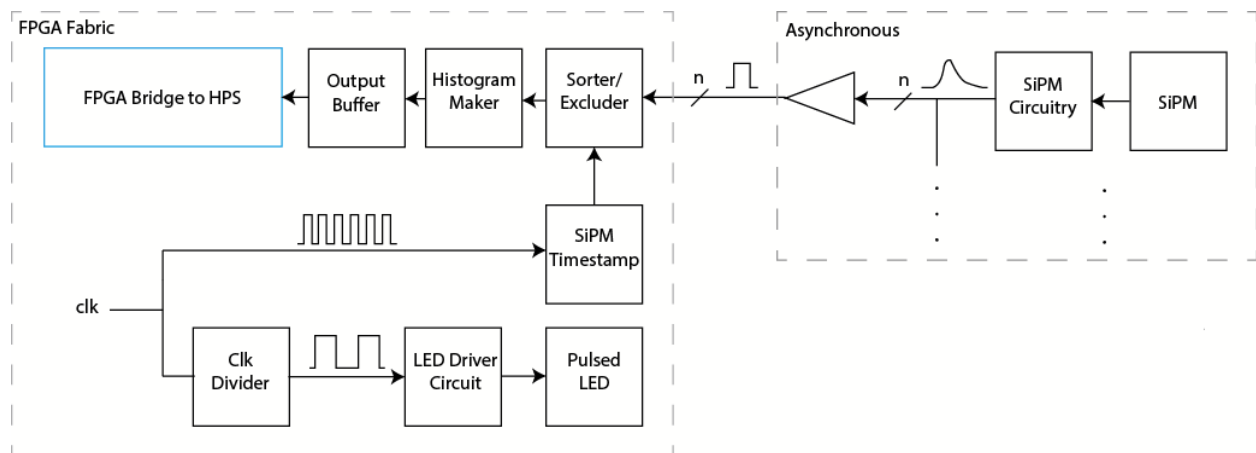 FPGA Fabric
Asynchronous
FPGA Bridge to HPS
Output
Buffer
Histogram
Maker
Sorter/
Excluder
n
n
SiPM
Circuitry
SiPM
SiPM
Timestamp
clk
Clk
Divider
LED Driver
Circuit
Pulsed
LED